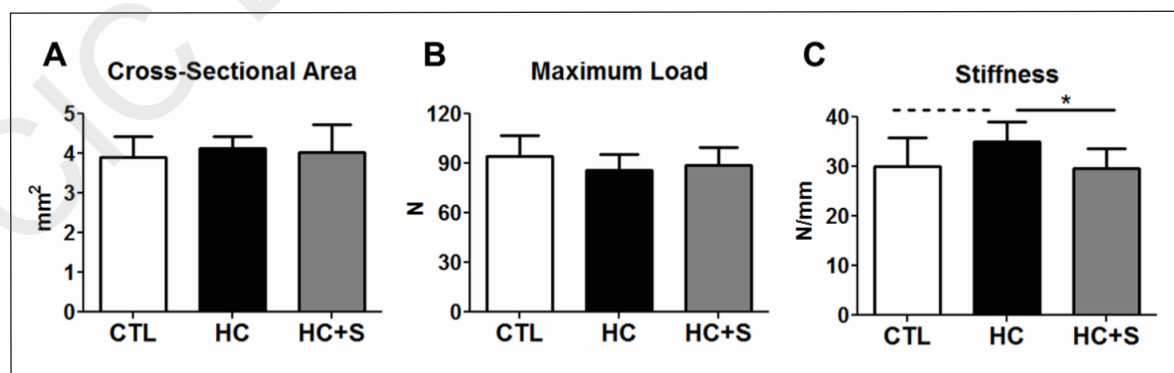 A
Cross-Sectional Area
mm²
5
4
3
2
1
0
CTL HC HC+S
B
Maximum Load
N
120
90
60
30
0
CTL HC HC+S
C
Stiffness
*
N/mm
40
30
20
10
0
CTL HC HC+S
CIC